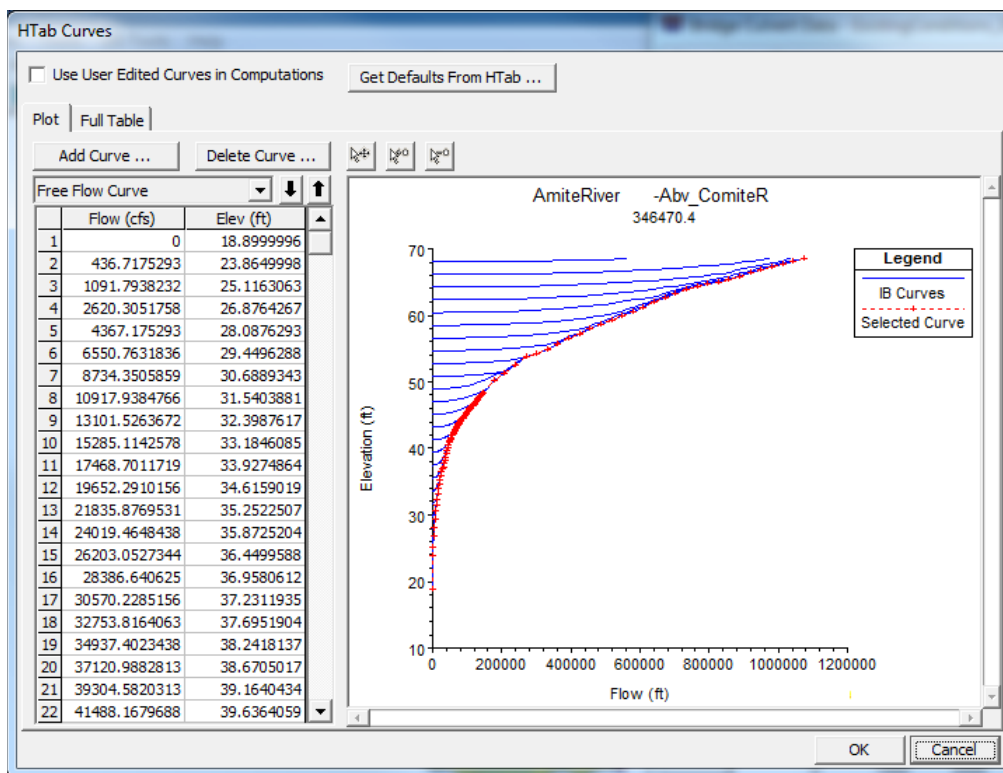 HTab Curves
Use User Edited Curves in Computations
Get Defaults From HTab ...
Plot
Full Table
Add Curve ...
Delete Curve ...
Free Flow Curve
Flow (cfs) Elev (ft)
1 0 18.8999996
2 436.7175293 23.8649998
3 1091.7938232 25.1163063
4 2620.3051758 26.8764267
5 4367.175293 28.0876293
6 6550.7631836 29.4496288
7 8734.3505859 30.6889343
8 10917.9384766 31.5403881
9 13101.5263672 32.3987617
10 15285.1142578 33.1846085
11 17468.7011719 33.9274864
12 19652.2910156 34.6159019
13 21835.8769531 35.2522507
14 24019.4648438 35.8725204
15 26203.0527344 36.4499588
16 28386.640625 36.9580612
17 30570.2285156 37.2311935
18 32753.8164063 37.6951904
19 34937.4023438 38.2418137
20 37120.9882813 38.6705017
21 39304.5820313 39.1640434
22 41488.1679688 39.6364059
AmiteRiver -Abv_ComiteR
346470.4
Elevation (ft)
70
60
50
40
30
20
10
0 200000 400000 600000 800000 1000000 1200000
Flow (ft)
Legend
IB Curves
Selected Curve
OK
Cancel